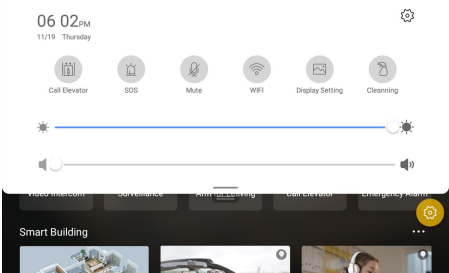 06 02PM
11/19 Thursday
Call Elevator
SOS
Mute
WIFI
Display Setting
Cleanning
Video Intercom
Surveillance
Call Elevator
Emergency Alarm
Smart Building